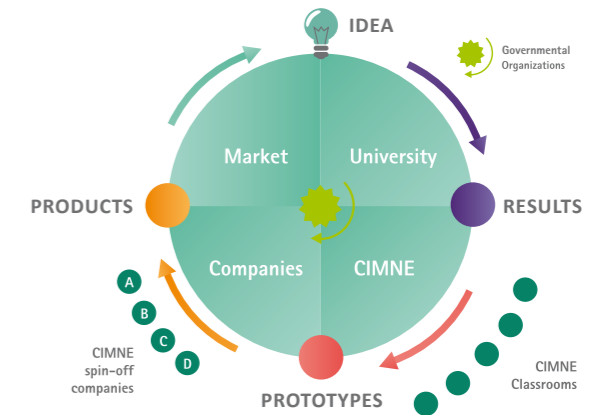 IDEA
Governmental
Organizations
Market
University
PRODUCTS
RESULTS
Companies
CIMNE
A
B
C
D
CIMNE
spin-off
companies
CIMNE
Classrooms
PROTOTYPES